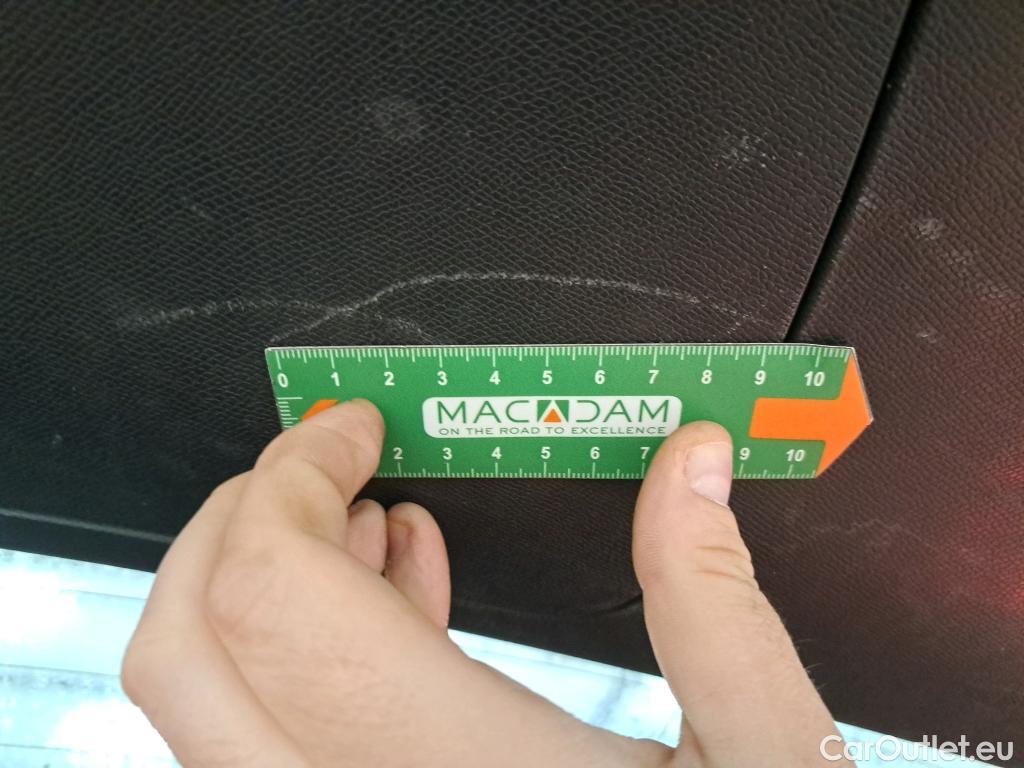 0 1 2 3 4 5 6 7 8 9 10
MACADAM
ON THE ROAD TO EXCELLENCE
2 3 4 5 6 7 9 10
CarOutlet.eu